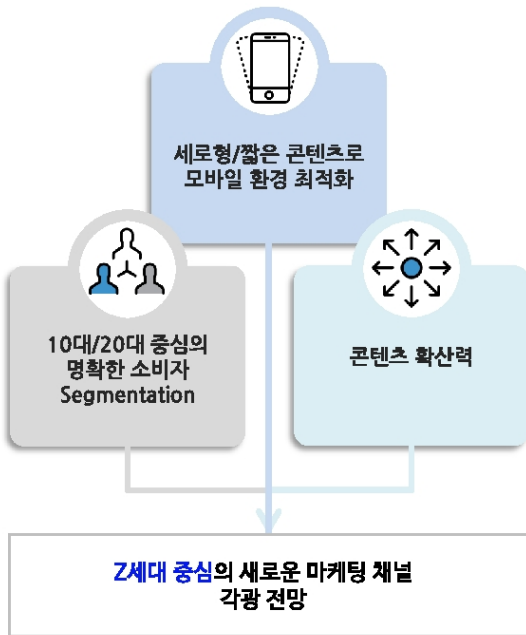 세로형/짧은 콘텐츠로
모바일 환경 최적화
10대/20대 중심의
명확한 소비자
Segmentation
콘텐츠 확산력
Z세대 중심의 새로운 마케팅 채널
각광 전망